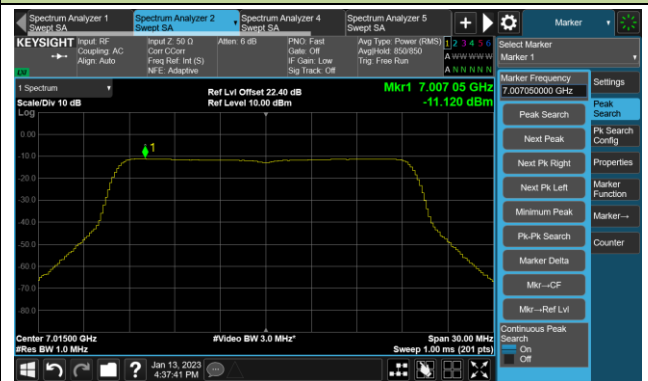 Spectrum Analyzer 1
Swept SA
Spectrum Analyzer 2
Swept SA
Spectrum Analyzer 4
Swept SA
Spectrum Analyzer 5
Swept SA
Marker
KEYSIGHT
Input: RF
Coupling: AC
Align: Auto
Input Z: 50 Ω
Corr CCorr
Freq Ref: Int (S)
NFE: Adaptive
Atten: 6 dB
PNO: Fast
Gate: Off
IF Gain: Low
Sig Track: Off
Avg Type: Power (RMS)
Avg|Hold: 850/850
Trig: Free Run
1 2 3 4 5 6
A W W W W W
A N N N N N
1 Spectrum
Scale/Div 10 dB
Log
Ref Lvl Offset 22.40 dB
Ref Level 10.00 dBm
Mkr1 7.007 05 GHz
-11.120 dBm
1
0.00
-10.0
-20.0
-30.0
-40.0
-50.0
-60.0
-70.0
-80.0
Center 7.01500 GHz
#Res BW 1.0 MHz
#Video BW 3.0 MHz*
Span 30.00 MHz
Sweep 1.00 ms (201 pts)
Jan 13, 2023
4:37:41 PM
Select Marker
Marker 1
Marker Frequency
7.007050000 GHz
Peak Search
Next Peak
Next Pk Right
Next Pk Left
Minimum Peak
Pk-Pk Search
Marker Delta
Mkr→CF
Mkr→Ref Lvl
Continuous Peak
Search
On
Off
Settings
Peak
Search
Pk Search
Config
Properties
Marker
Function
Marker→
Counter